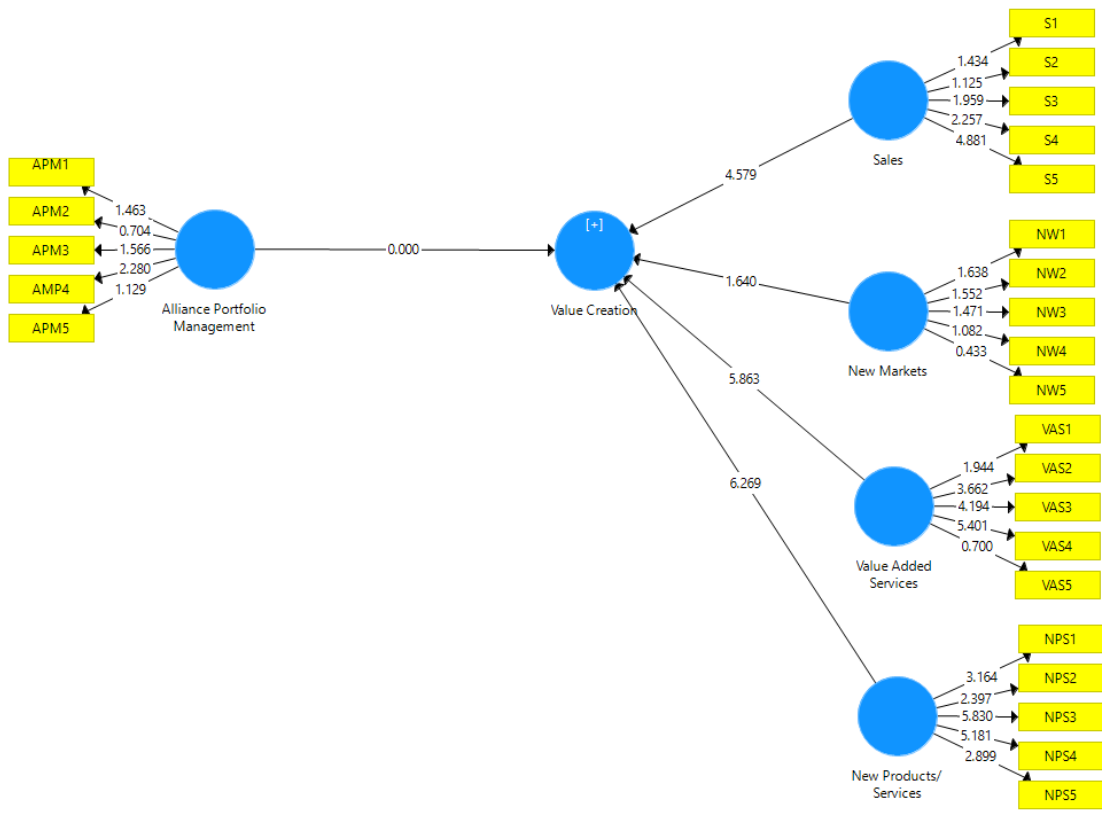 APM1
APM2
APM3
AMP4
APM5
1.463
0.704
1.566
2.280
1.129
Alliance Portfolio
Management
0.000
[+]
Value Creation
4.579
1.640
5.863
6.269
Sales
1.434
1.125
1.959
2.257
4.881
S1
S2
S3
S4
S5
New Markets
1.638
1.552
1.471
1.082
0.433
NW1
NW2
NW3
NW4
NW5
Value Added
Services
1.944
3.662
4.194
5.401
0.700
VAS1
VAS2
VAS3
VAS4
VAS5
New Products/
Services
3.164
2.397
5.830
5.181
2.899
NPS1
NPS2
NPS3
NPS4
NPS5